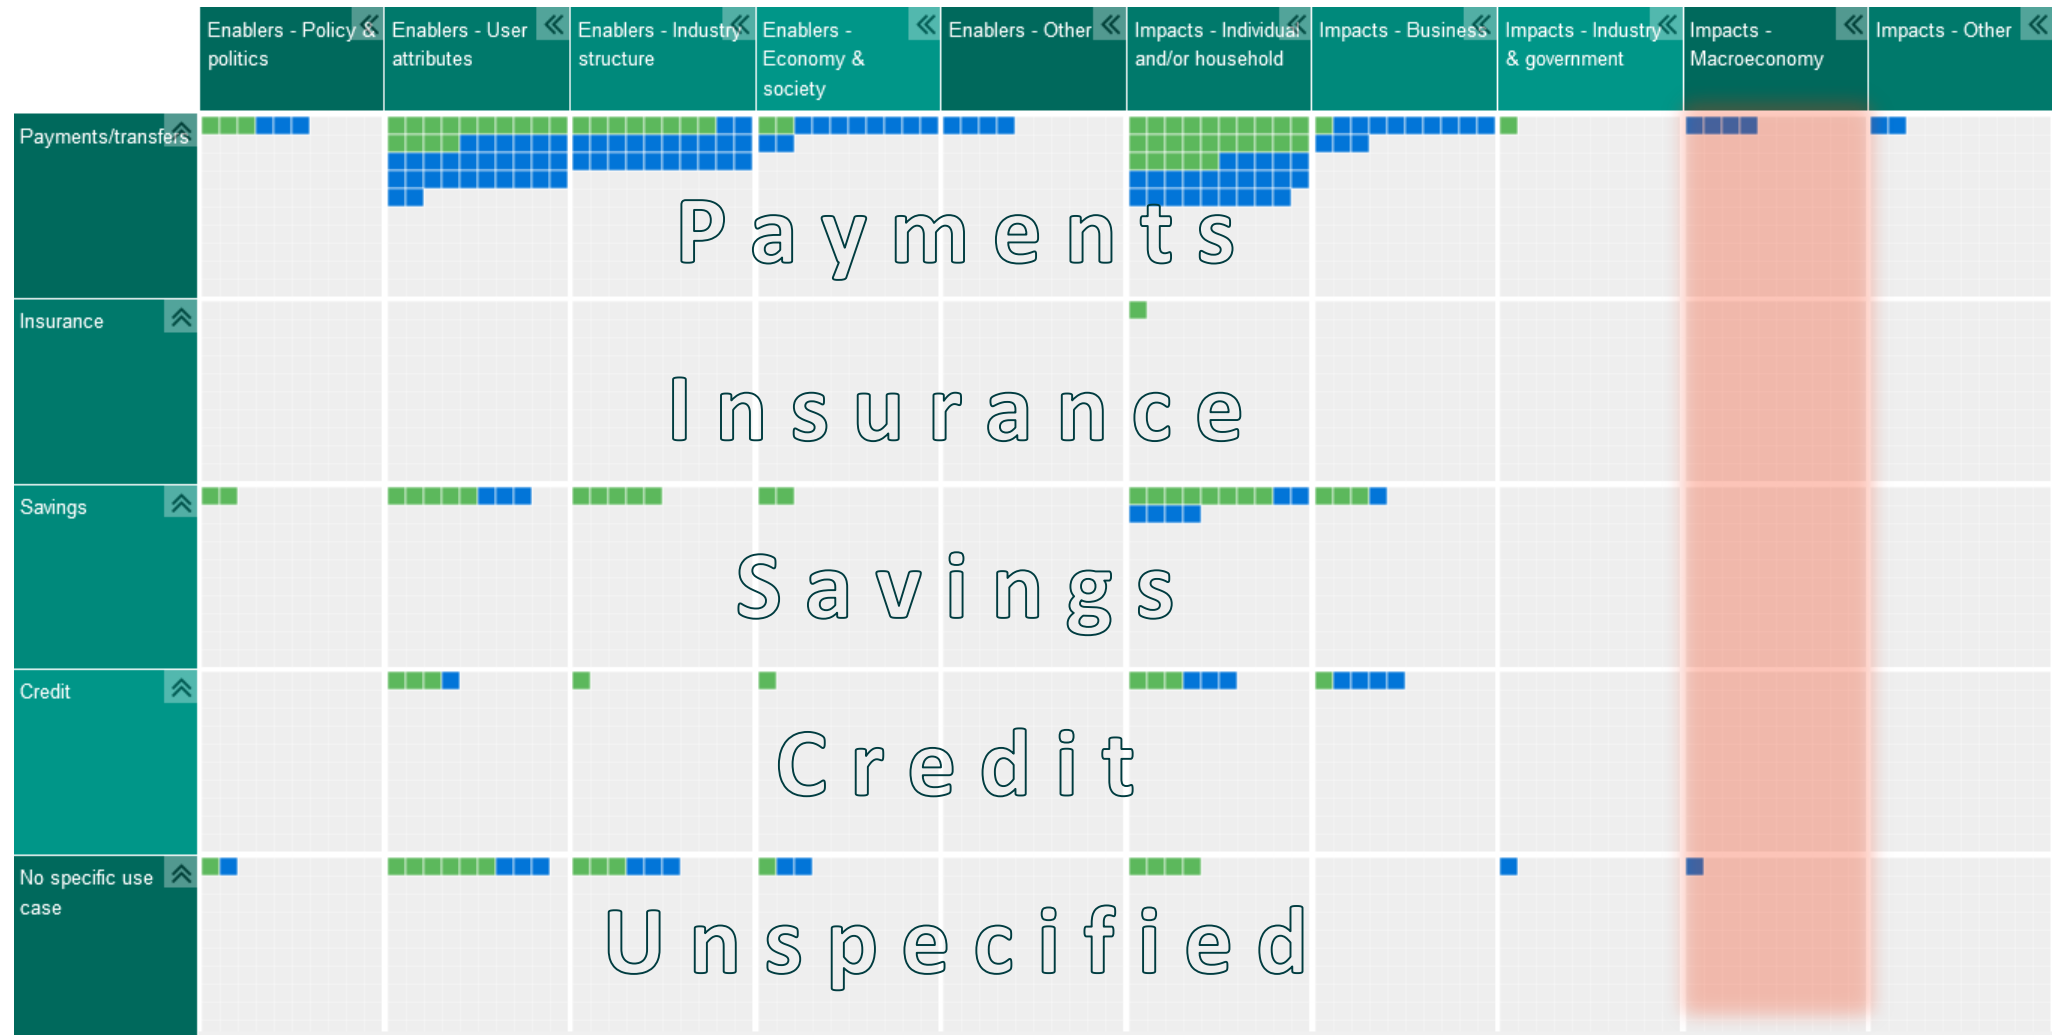 Enablers - Policy &
politics
Enablers - User
attributes
Enablers - Industry
structure
Enablers -
Economy &
society
Enablers - Other
Impacts - Individual
and/or household
Impacts - Business
Impacts - Industry
& government
Impacts -
Macroeconomy
Impacts - Other
Payments/transfers
Payments
Insurance
Insurance
Savings
Savings
Credit
Credit
No specific use
case
Unspecified